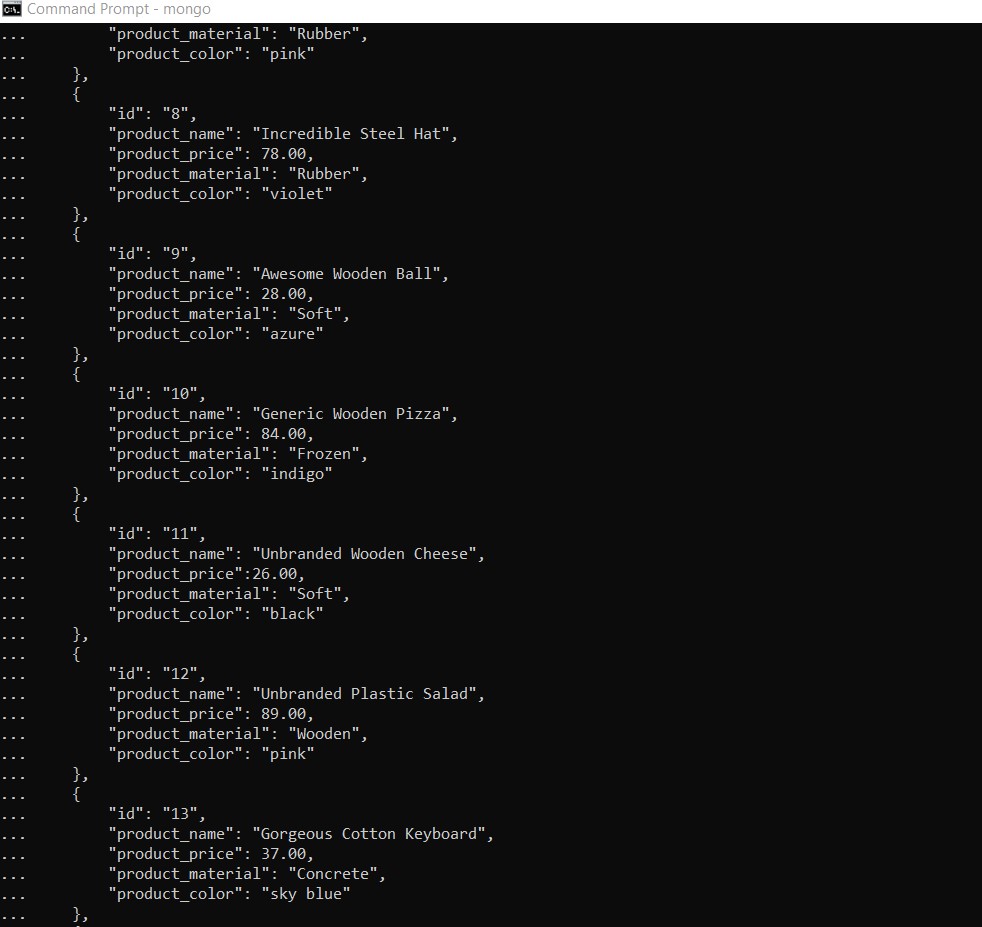 Command Prompt - mongo
...         "product_material": "Rubber",
...         "product_color": "pink"
...     },
...     {
...         "id": "8",
...         "product_name": "Incredible Steel Hat",
...         "product_price": 78.00,
...         "product_material": "Rubber",
...         "product_color": "violet"
...     },
...     {
...         "id": "9",
...         "product_name": "Awesome Wooden Ball",
...         "product_price": 28.00,
...         "product_material": "Soft",
...         "product_color": "azure"
...     },
...     {
...         "id": "10",
...         "product_name": "Generic Wooden Pizza",
...         "product_price": 84.00,
...         "product_material": "Frozen",
...         "product_color": "indigo"
...     },
...     {
...         "id": "11",
...         "product_name": "Unbranded Wooden Cheese",
...         "product_price":26.00,
...         "product_material": "Soft",
...         "product_color": "black"
...     },
...     {
...         "id": "12",
...         "product_name": "Unbranded Plastic Salad",
...         "product_price": 89.00,
...         "product_material": "Wooden",
...         "product_color": "pink"
...     },
...     {
...         "id": "13",
...         "product_name": "Gorgeous Cotton Keyboard",
...         "product_price": 37.00,
...         "product_material": "Concrete",
...         "product_color": "sky blue"
...     },